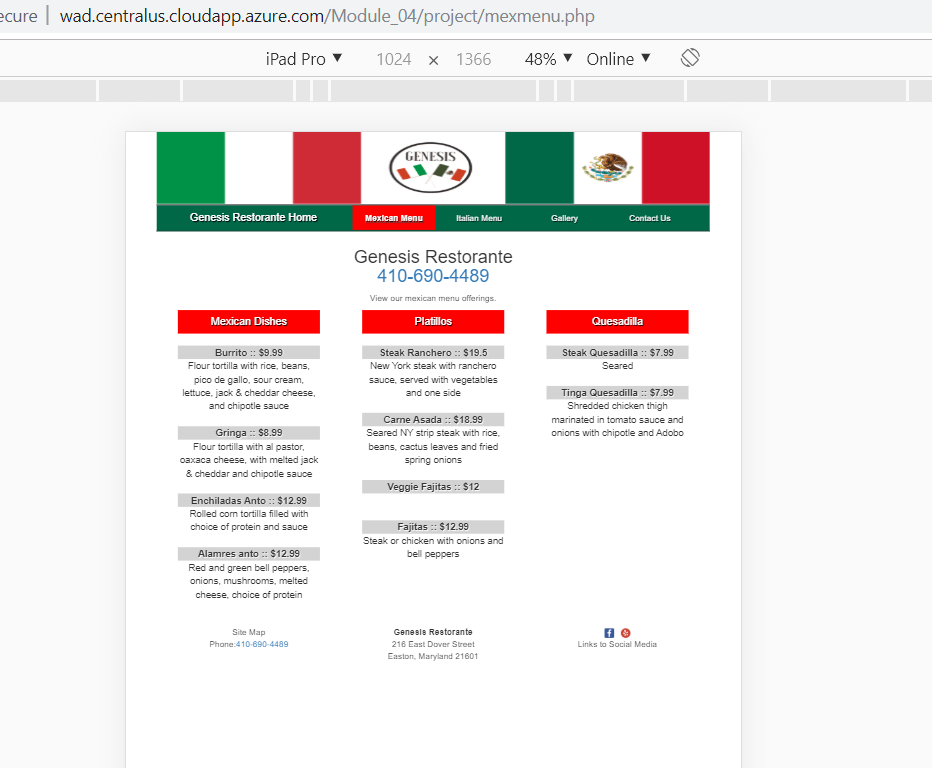 ecure | wad.centralus.cloudapp.azure.com/Module_04/project/mexmenu.php
iPad Pro ▼ 1024 × 1366 48% ▼ Online ▼
GENESIS
Genesis Restorante Home Mexican Menu Italian Menu Gallery Contact Us
Genesis Restorante
410-690-4489
View our mexican menu offerings.
Mexican Dishes
Burrito :: $9.99
Flour tortilla with rice, beans,
pico de gallo, sour cream,
lettuce, jack & cheddar cheese,
and chipotle sauce
Gringa :: $8.99
Flour tortilla with al pastor,
oaxaca cheese, with melted jack
& cheddar and chipotle sauce
Enchiladas Anto :: $12.99
Rolled corn tortilla filled with
choice of protein and sauce
Alamres anto :: $12.99
Red and green bell peppers,
onions, mushrooms, melted
cheese, choice of protein
Platillos
Steak Ranchero :: $19.5
New York steak with ranchero
sauce, served with vegetables
and one side
Carne Asada :: $18.99
Seared NY strip steak with rice,
beans, cactus leaves and fried
spring onions
Veggie Fajitas :: $12
Fajitas :: $12.99
Steak or chicken with onions and
bell peppers
Quesadilla
Steak Quesadilla :: $7.99
Seared
Tinga Quesadilla :: $7.99
Shredded chicken thigh
marinated in tomato sauce and
onions with chipotle and Adobo
Site Map
Phone:410-690-4489
Genesis Restorante
216 East Dover Street
Easton, Maryland 21601
Links to Social Media